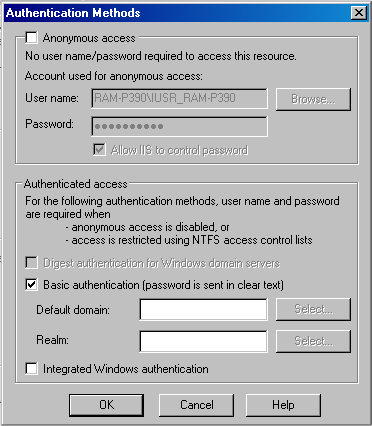 Authentication Methods
Anonymous access
No user name/password required to access this resource.
Account used for anonymous access:
User name: RAM-P390\IUSR_RAM-P390 Browse...
Password: ●●●●●●●●●●
Allow IIS to control password
Authenticated access
For the following authentication methods, user name and password
are required when
- anonymous access is disabled, or
- access is restricted using NTFS access control lists
Digest authentication for Windows domain servers
Basic authentication (password is sent in clear text)
Default domain: Select...
Realm: Select...
Integrated Windows authentication
OK Cancel Help